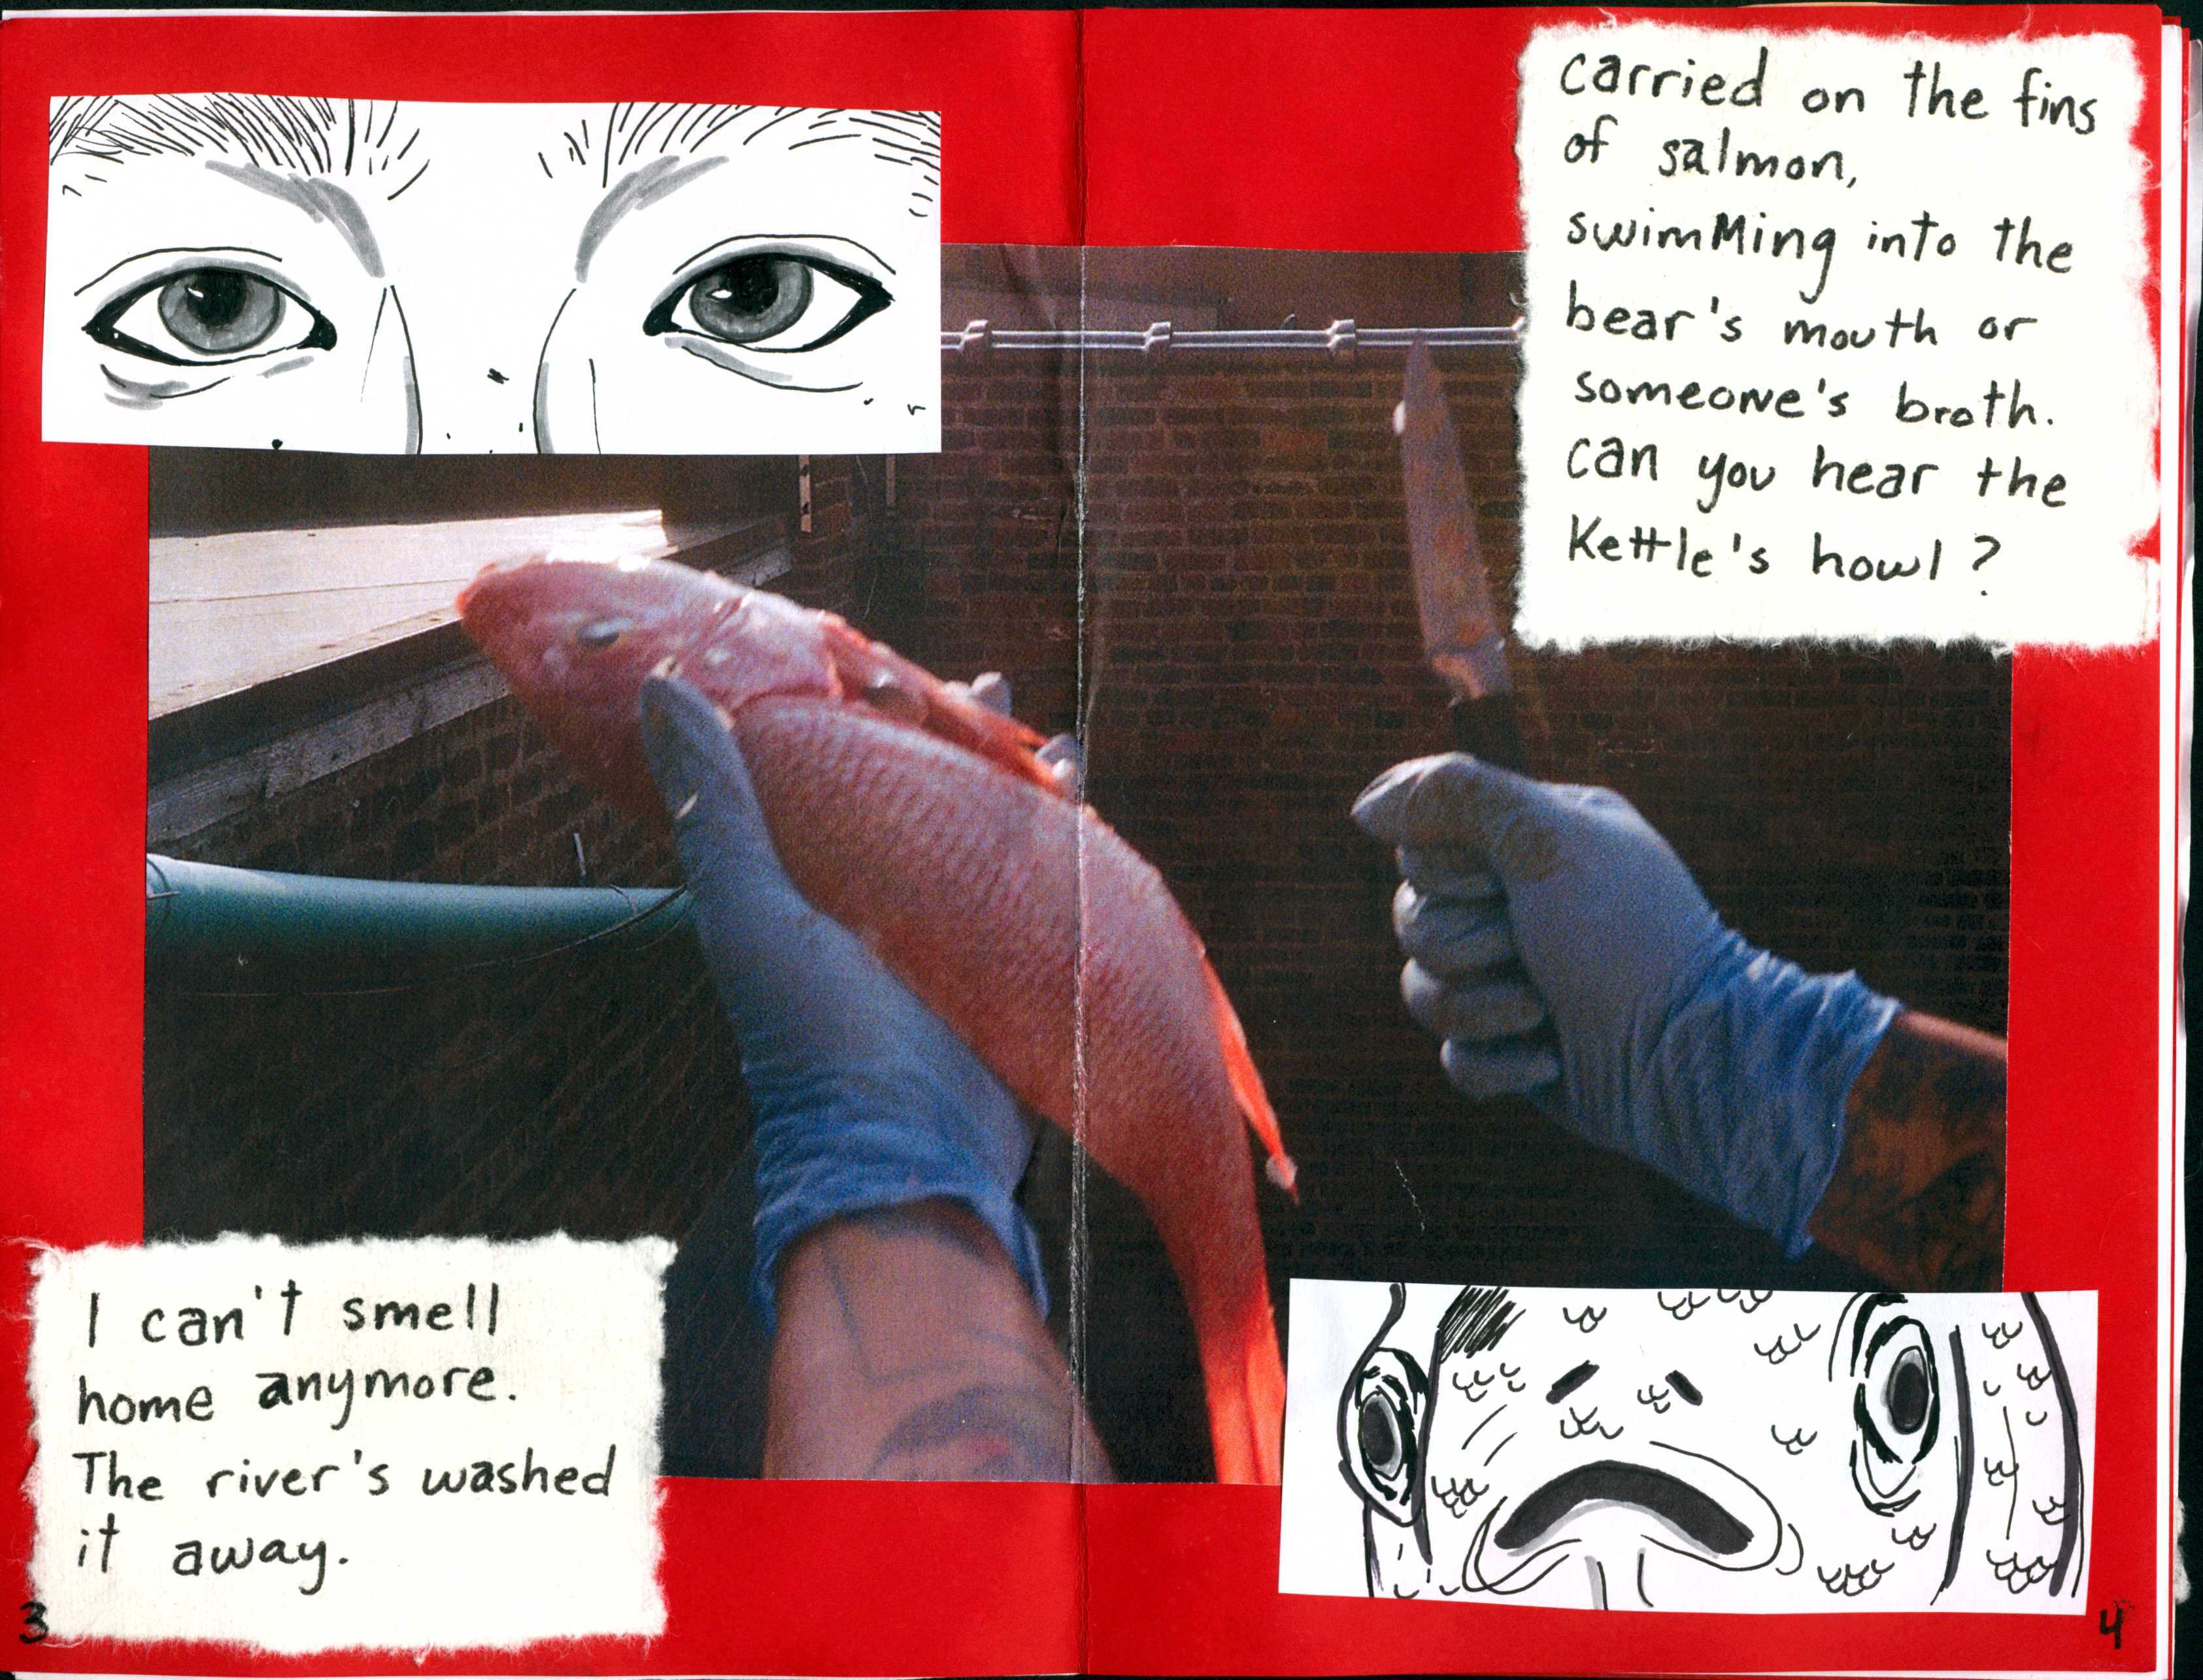 I can't smell
home anymore.
The river's washed
it away.
3
carried on the fins
of salmon,
swimMing into the
bear's mouth or
someone's broth.
can you hear the
Kettle's howl?
4